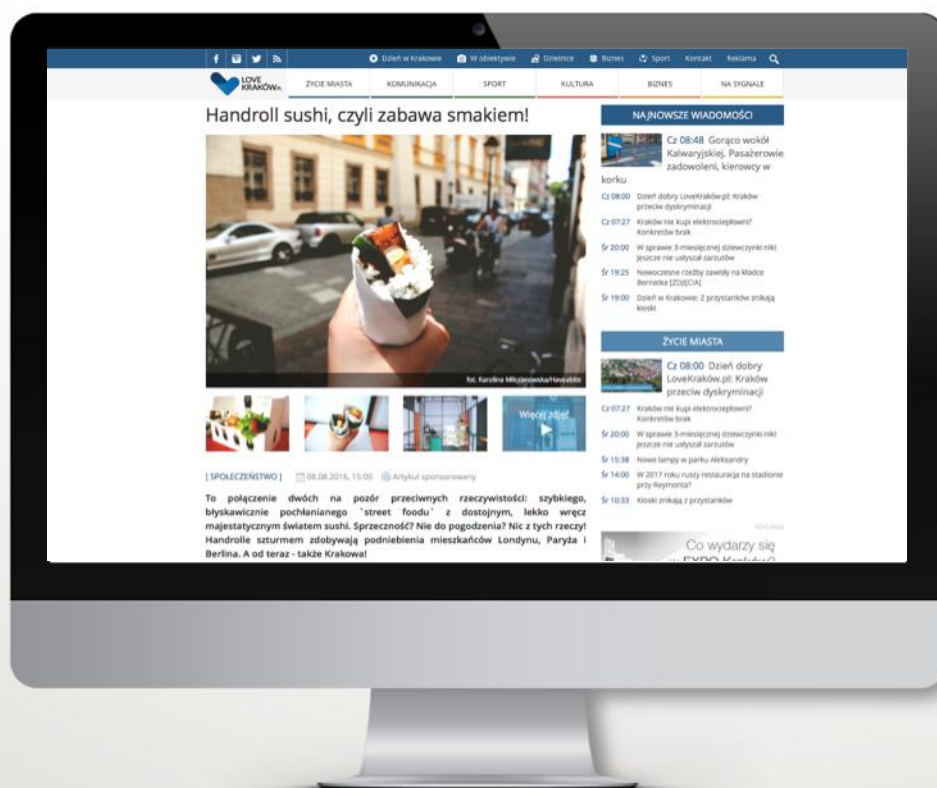 Dzień w Krakowie W obiektywie Dzielnice Biznes Sport Kontakt Reklama
LOVE
KRAKÓW.PL
ŻYCIE MIASTA KOMUNIKACJA SPORT KULTURA BIZNES NA SYGNALE
Handroll sushi, czyli zabawa smakiem!
fot. Karolina Milczanowska/Haveabite
Więcej zdjęć
[ SPOŁECZEŃSTWO ] 08.08.2016, 15:00 Artykuł sponsorowany
To połączenie dwóch na pozór przeciwnych rzeczywistości: szybkiego,
błyskawicznie pochłanianego `street foodu` z dostojnym, lekko wręcz
majestatycznym światem sushi. Sprzeczność? Nie do pogodzenia? Nic z tych rzeczy!
Handrolle szturmem zdobywają podniebienia mieszkańców Londynu, Paryża i
Berlina. A od teraz - także Krakowa!
NAJNOWSZE WIADOMOŚCI
Cz 08:48 Gorąco wokół
Kalwaryjskiej. Pasażerowie
zadowoleni, kierowcy w
korku
Cz 08:00 Dzień dobry LoveKraków.pl: Kraków
przeciw dyskryminacji
Cz 07:27 Kraków nie kupi elektrociepłowni?
Konkretów brak
Śr 20:00 W sprawie 3-miesięcznej dziewczynki nikt
jeszcze nie usłyszał zarzutów
Śr 19:25 Nowoczesne rzeźby zawisły na kładce
Bernatka [ZDJĘCIA]
Śr 19:00 Dzień w Krakowie: Z przystanków znikają
kioski
ŻYCIE MIASTA
Cz 08:00 Dzień dobry
LoveKraków.pl: Kraków
przeciw dyskryminacji
Cz 07:27 Kraków nie kupi elektrociepłowni?
Konkretów brak
Śr 20:00 W sprawie 3-miesięcznej dziewczynki nikt
jeszcze nie usłyszał zarzutów
Śr 15:38 Nowe lampy w parku Aleksandry
Śr 14:00 W 2017 roku ruszy restauracja na stadionie
przy Reymonta?
Śr 10:33 Kioski znikają z przystanków
REKLAMA
Co wydarzy się
w EXPO Kraków?